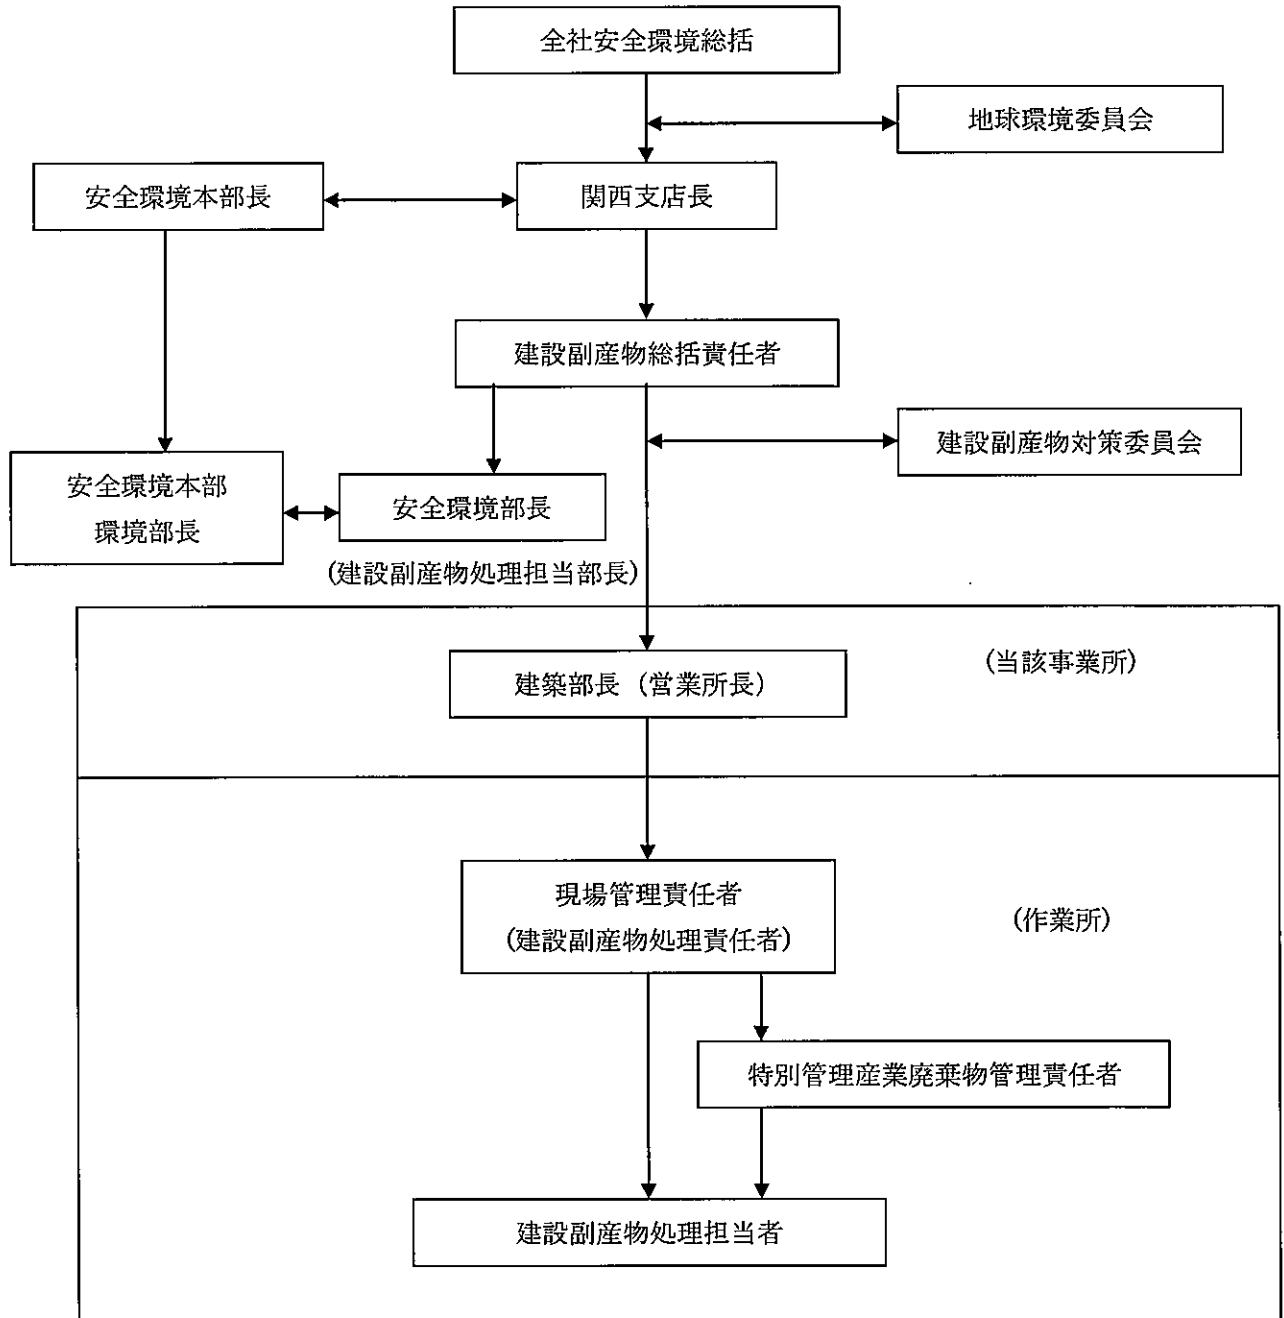 全社安全環境総括
地球環境委員会
安全環境本部長
関西支店長
建設副産物総括責任者
建設副産物対策委員会
安全環境本部
環境部長
安全環境部長
(建設副産物処理担当部長)
建築部長（営業所長）
(当該事業所)
現場管理責任者
(建設副産物処理責任者)
(作業所)
特別管理産業廃棄物管理責任者
建設副産物処理担当者